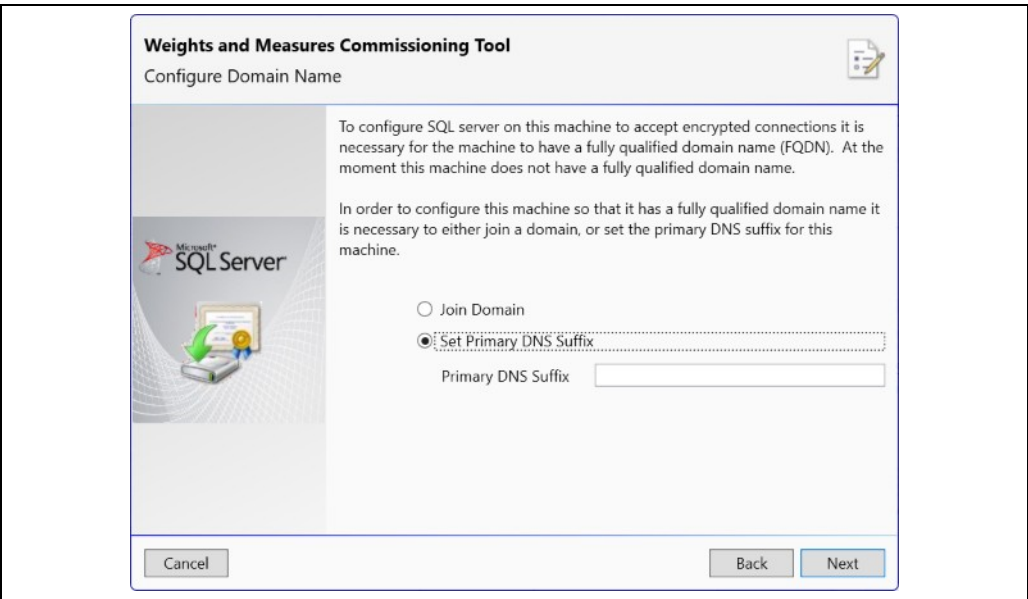 Weights and Measures Commissioning Tool
Configure Domain Name
To configure SQL server on this machine to accept encrypted connections it is
necessary for the machine to have a fully qualified domain name (FQDN).  At the
moment this machine does not have a fully qualified domain name.
In order to configure this machine so that it has a fully qualified domain name it
is necessary to either join a domain, or set the primary DNS suffix for this
machine.
Microsoft
SQL Server
Join Domain
Set Primary DNS Suffix
Primary DNS Suffix
Cancel
Back
Next